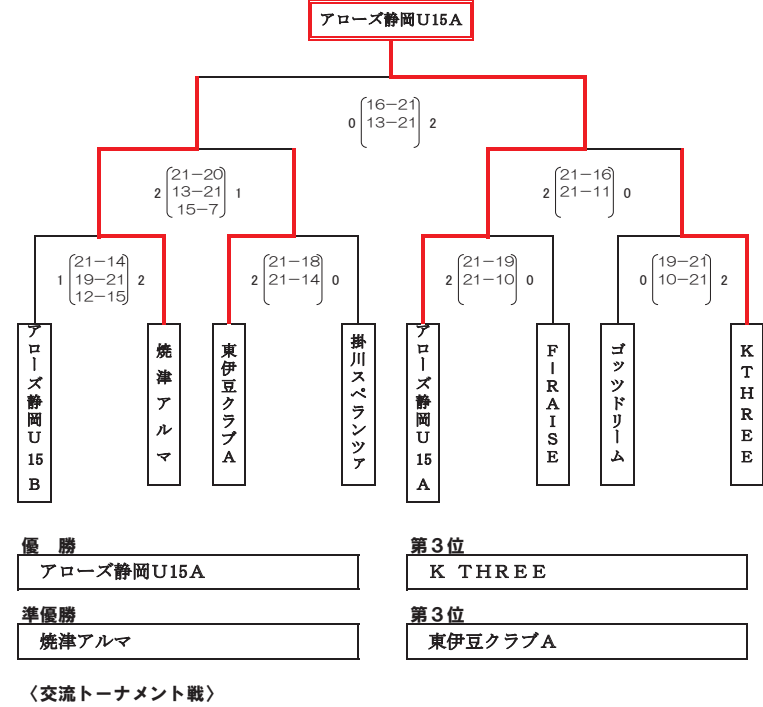 アローズ静岡U15A
0 16-21 2
13-21
2 21-20 1
13-21
15-7
2 21-16 0
21-11
1 21-14 2
19-21
12-15
2 21-18 0
21-14
2 21-19 0
21-10
0 19-21 2
10-21
アローズ静岡U15B
焼津アルマ
東伊豆クラブA
掛川スペランツァ
アローズ静岡U15A
F-RAISE
ゴッツドリーム
KTHREE
優　勝
アローズ静岡U15A
第３位
K THREE
準優勝
焼津アルマ
第３位
東伊豆クラブA
〈交流トーナメント戦〉